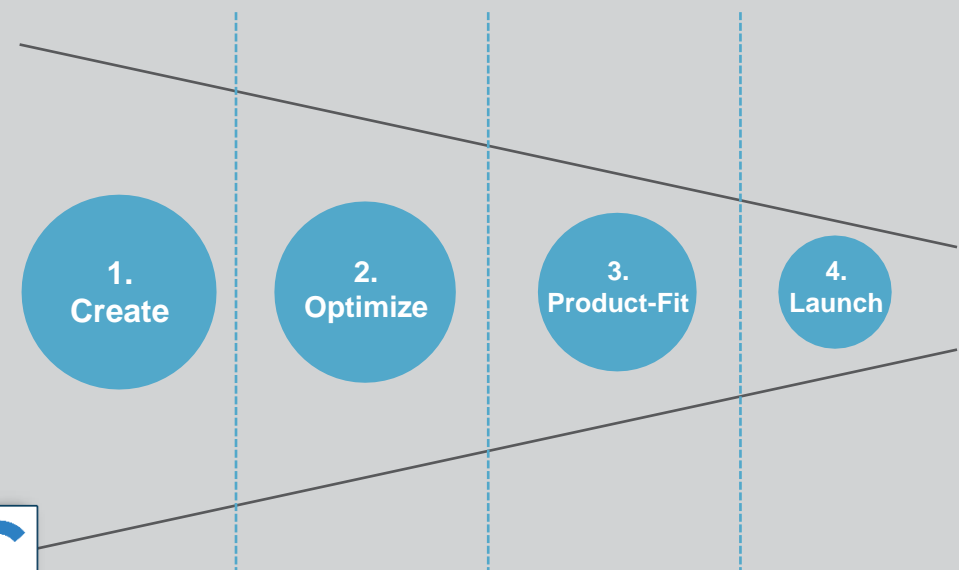 1.
Create
2.
Optimize
3.
Product-Fit
4.
Launch